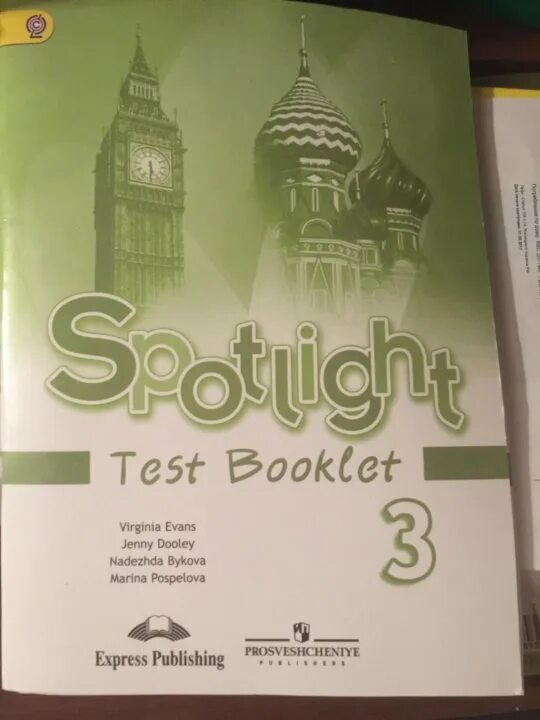 Spotlight
Test Booklet
3
Virginia Evans
Jenny Dooley
Nadezhda Bykova
Marina Pospelova
Express Publishing
PROSVESHCHENIYE
PUBLISHERS